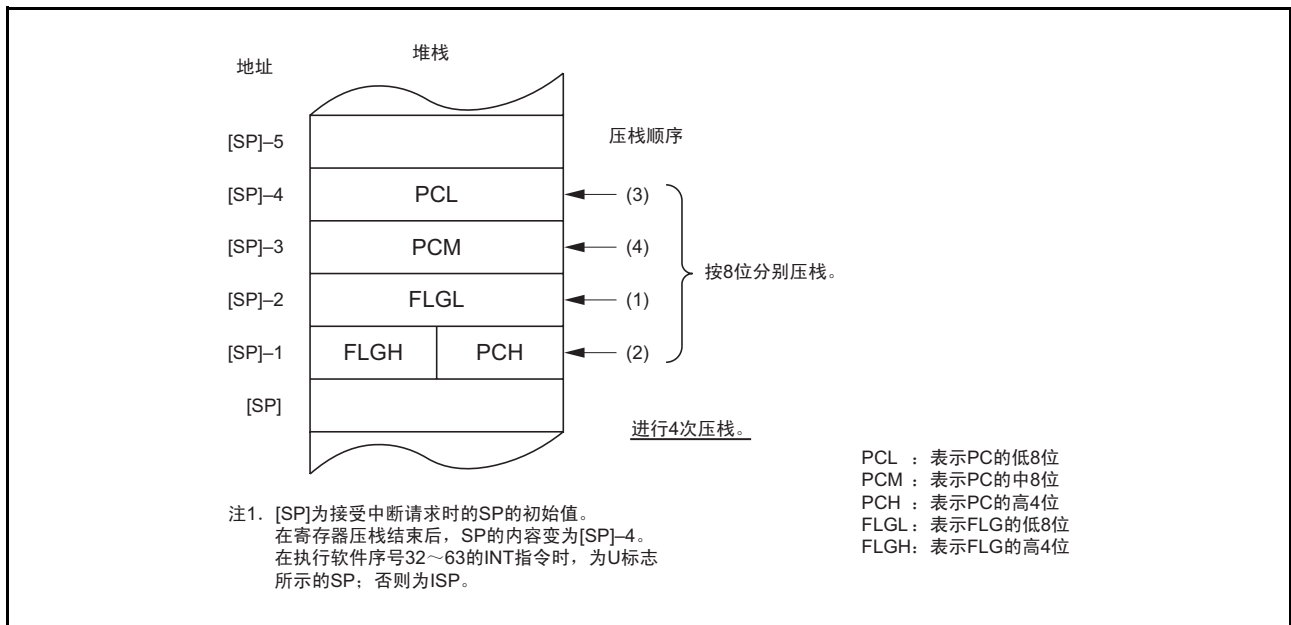 地址
堆栈
[SP]–5
压栈顺序
[SP]–4
PCL
(3)
[SP]–3
PCM
(4)
按8位分别压栈。
[SP]–2
FLGL
(1)
[SP]–1
FLGH
PCH
(2)
[SP]
进行4次压栈。
PCL ：表示PC的低8位
PCM ：表示PC的中8位
PCH ：表示PC的高4位
FLGL：表示FLG的低8位
FLGH：表示FLG的高4位
注1. [SP]为接受中断请求时的SP的初始值。
在寄存器压栈结束后，SP的内容变为[SP]–4。
在执行软件序号32～63的INT指令时，为U标志
所示的SP；否则为ISP。